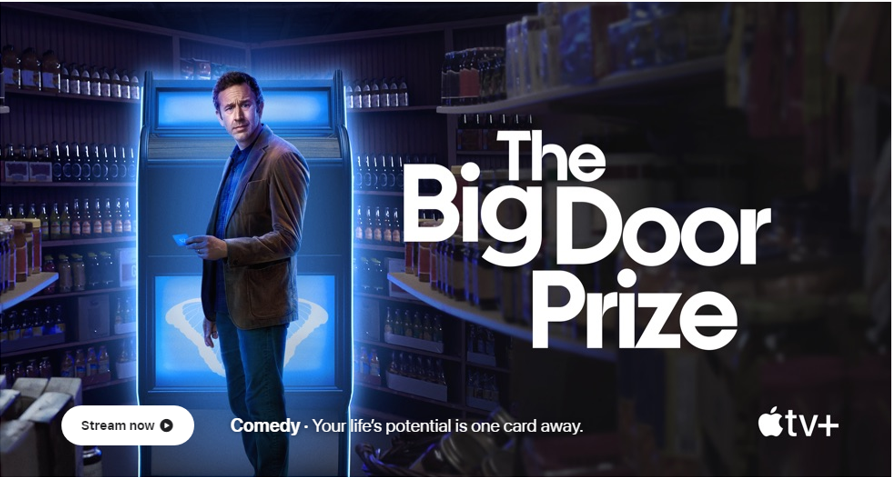 The
Big Door
Prize
Stream now
Comedy · Your life's potential is one card away.
tv+